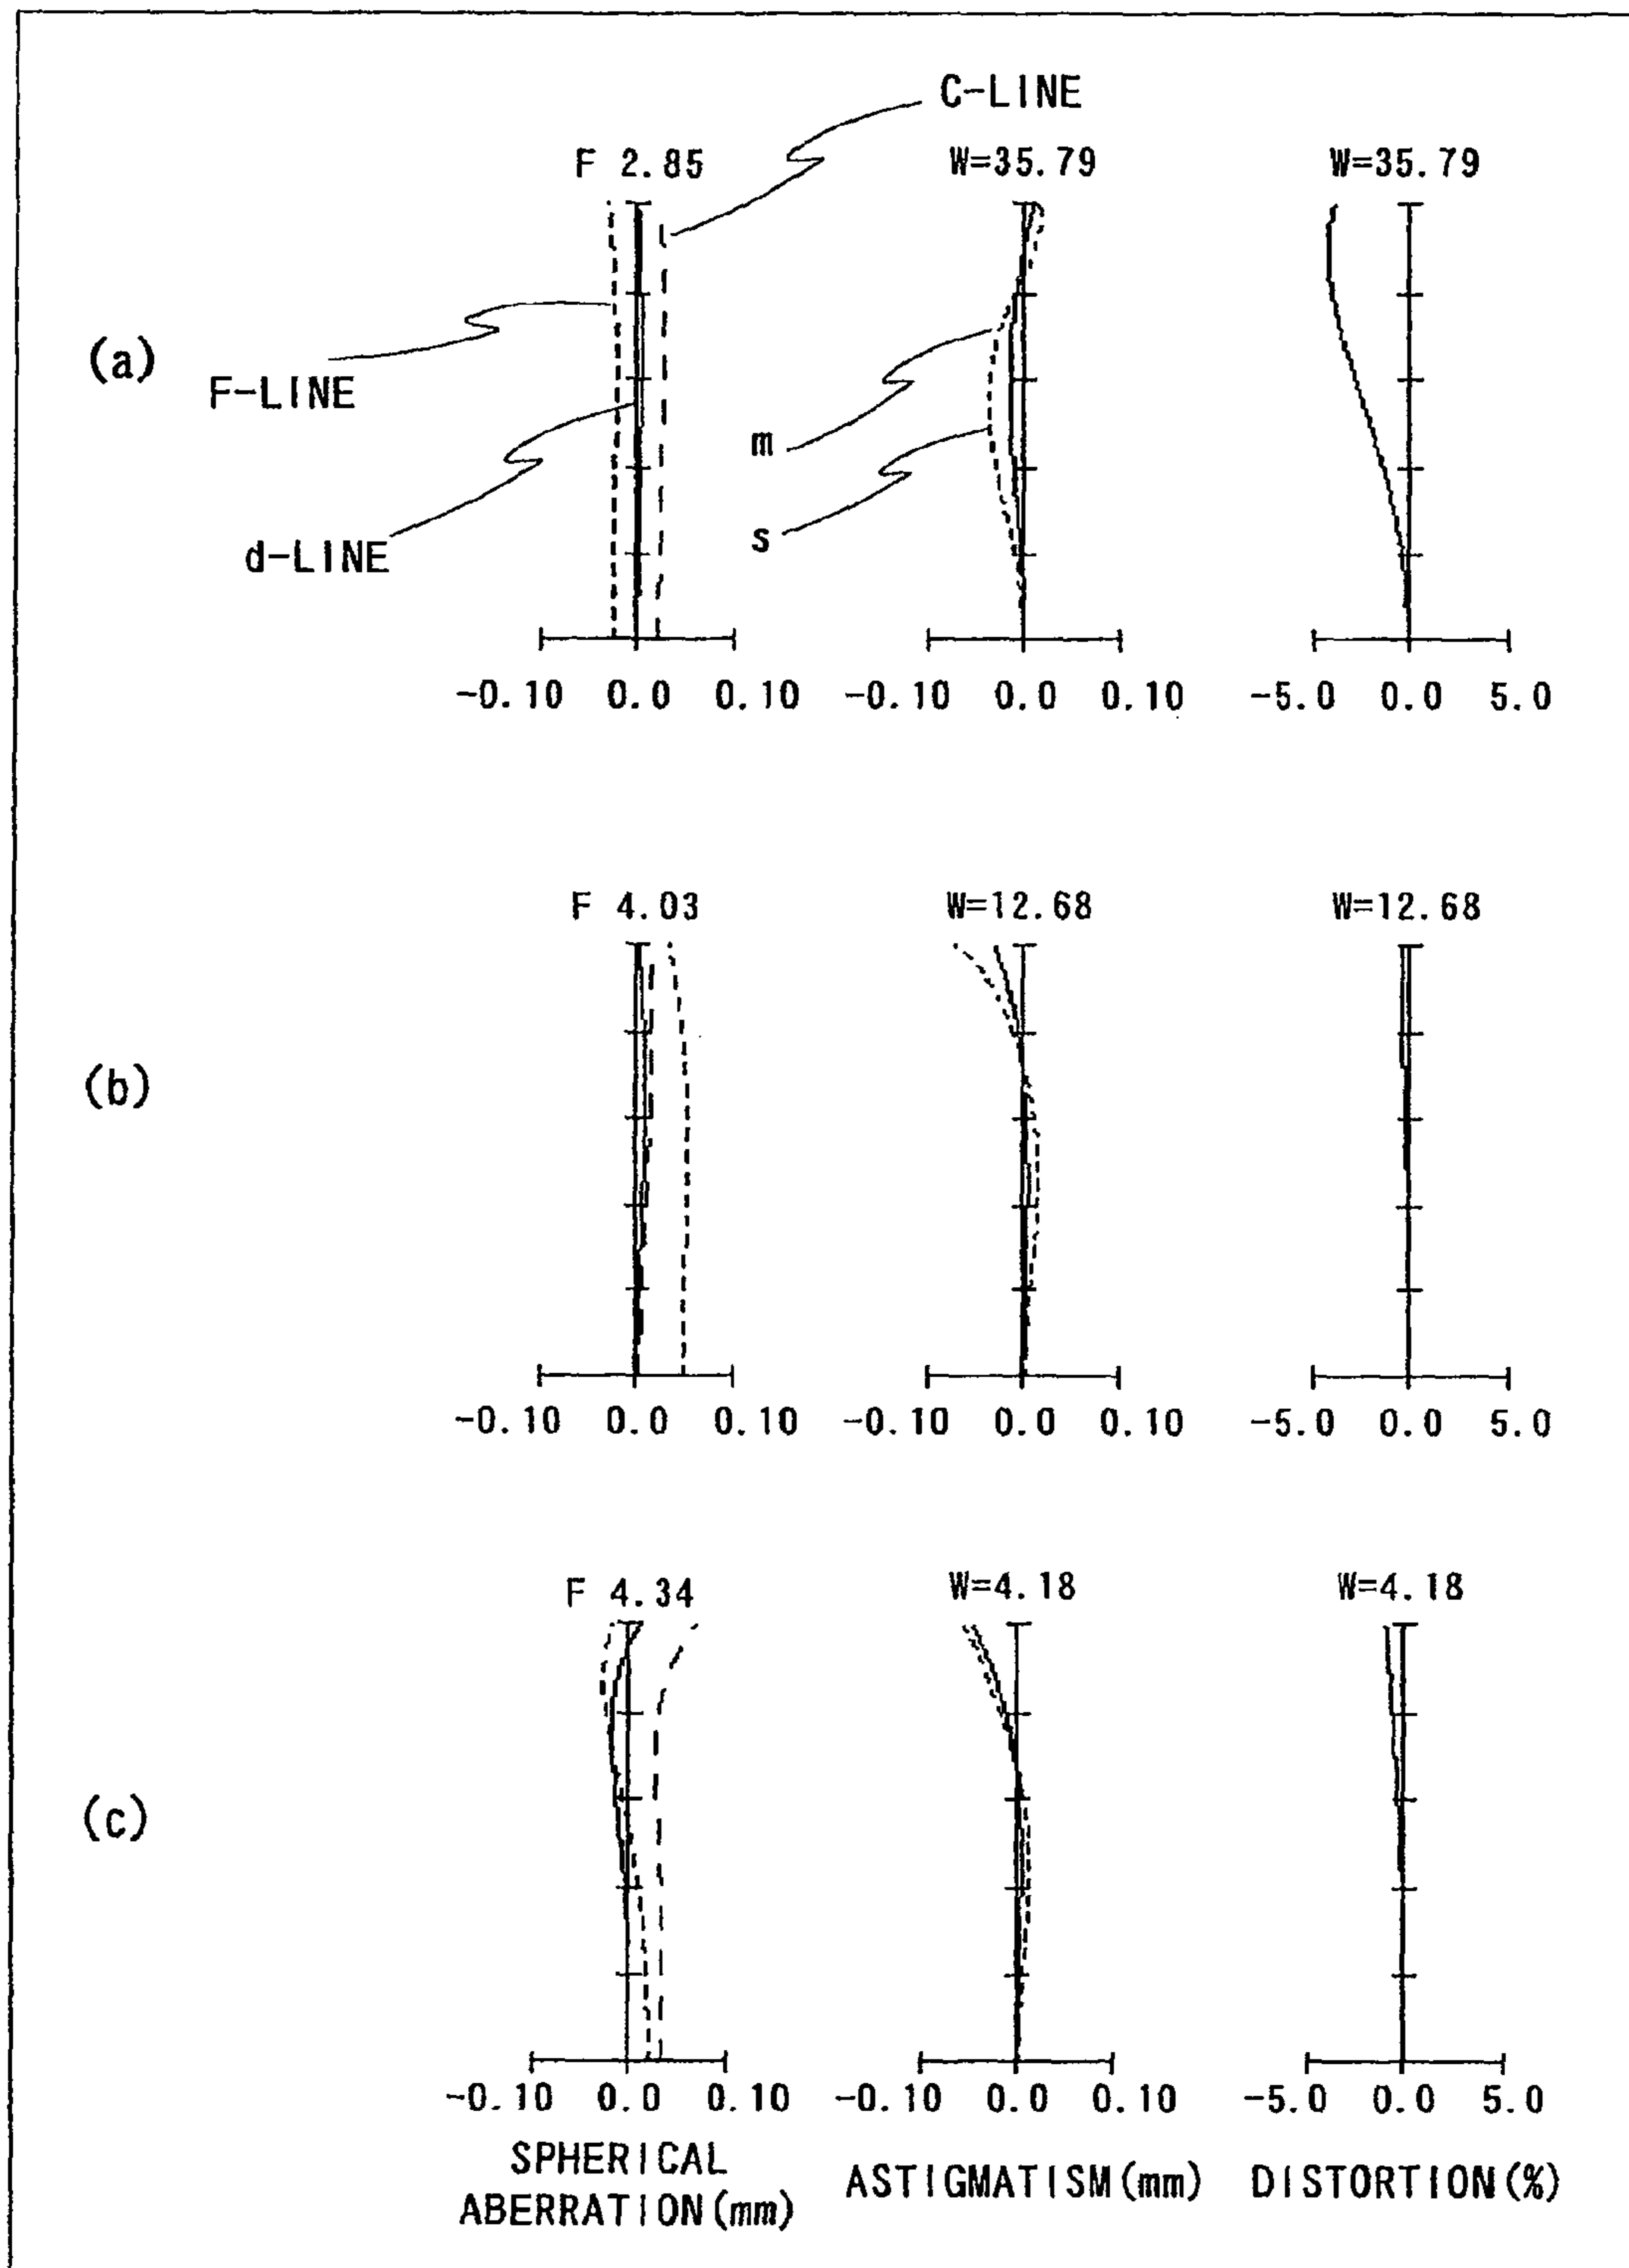 C-LINE
F 2.85
W=35.79
W=35.79
(a)
F-LINE
m
s
d-LINE
-0.10 0.0 0.10
-0.10 0.0 0.10
-5.0 0.0 5.0
F 4.03
W=12.68
W=12.68
(b)
-0.10 0.0 0.10
-0.10 0.0 0.10
-5.0 0.0 5.0
F 4.34
W=4.18
W=4.18
(c)
-0.10 0.0 0.10
-0.10 0.0 0.10
-5.0 0.0 5.0
SPHERICAL
ABERRATION(mm)
ASTIGMATISM(mm)
DISTORTION(%)